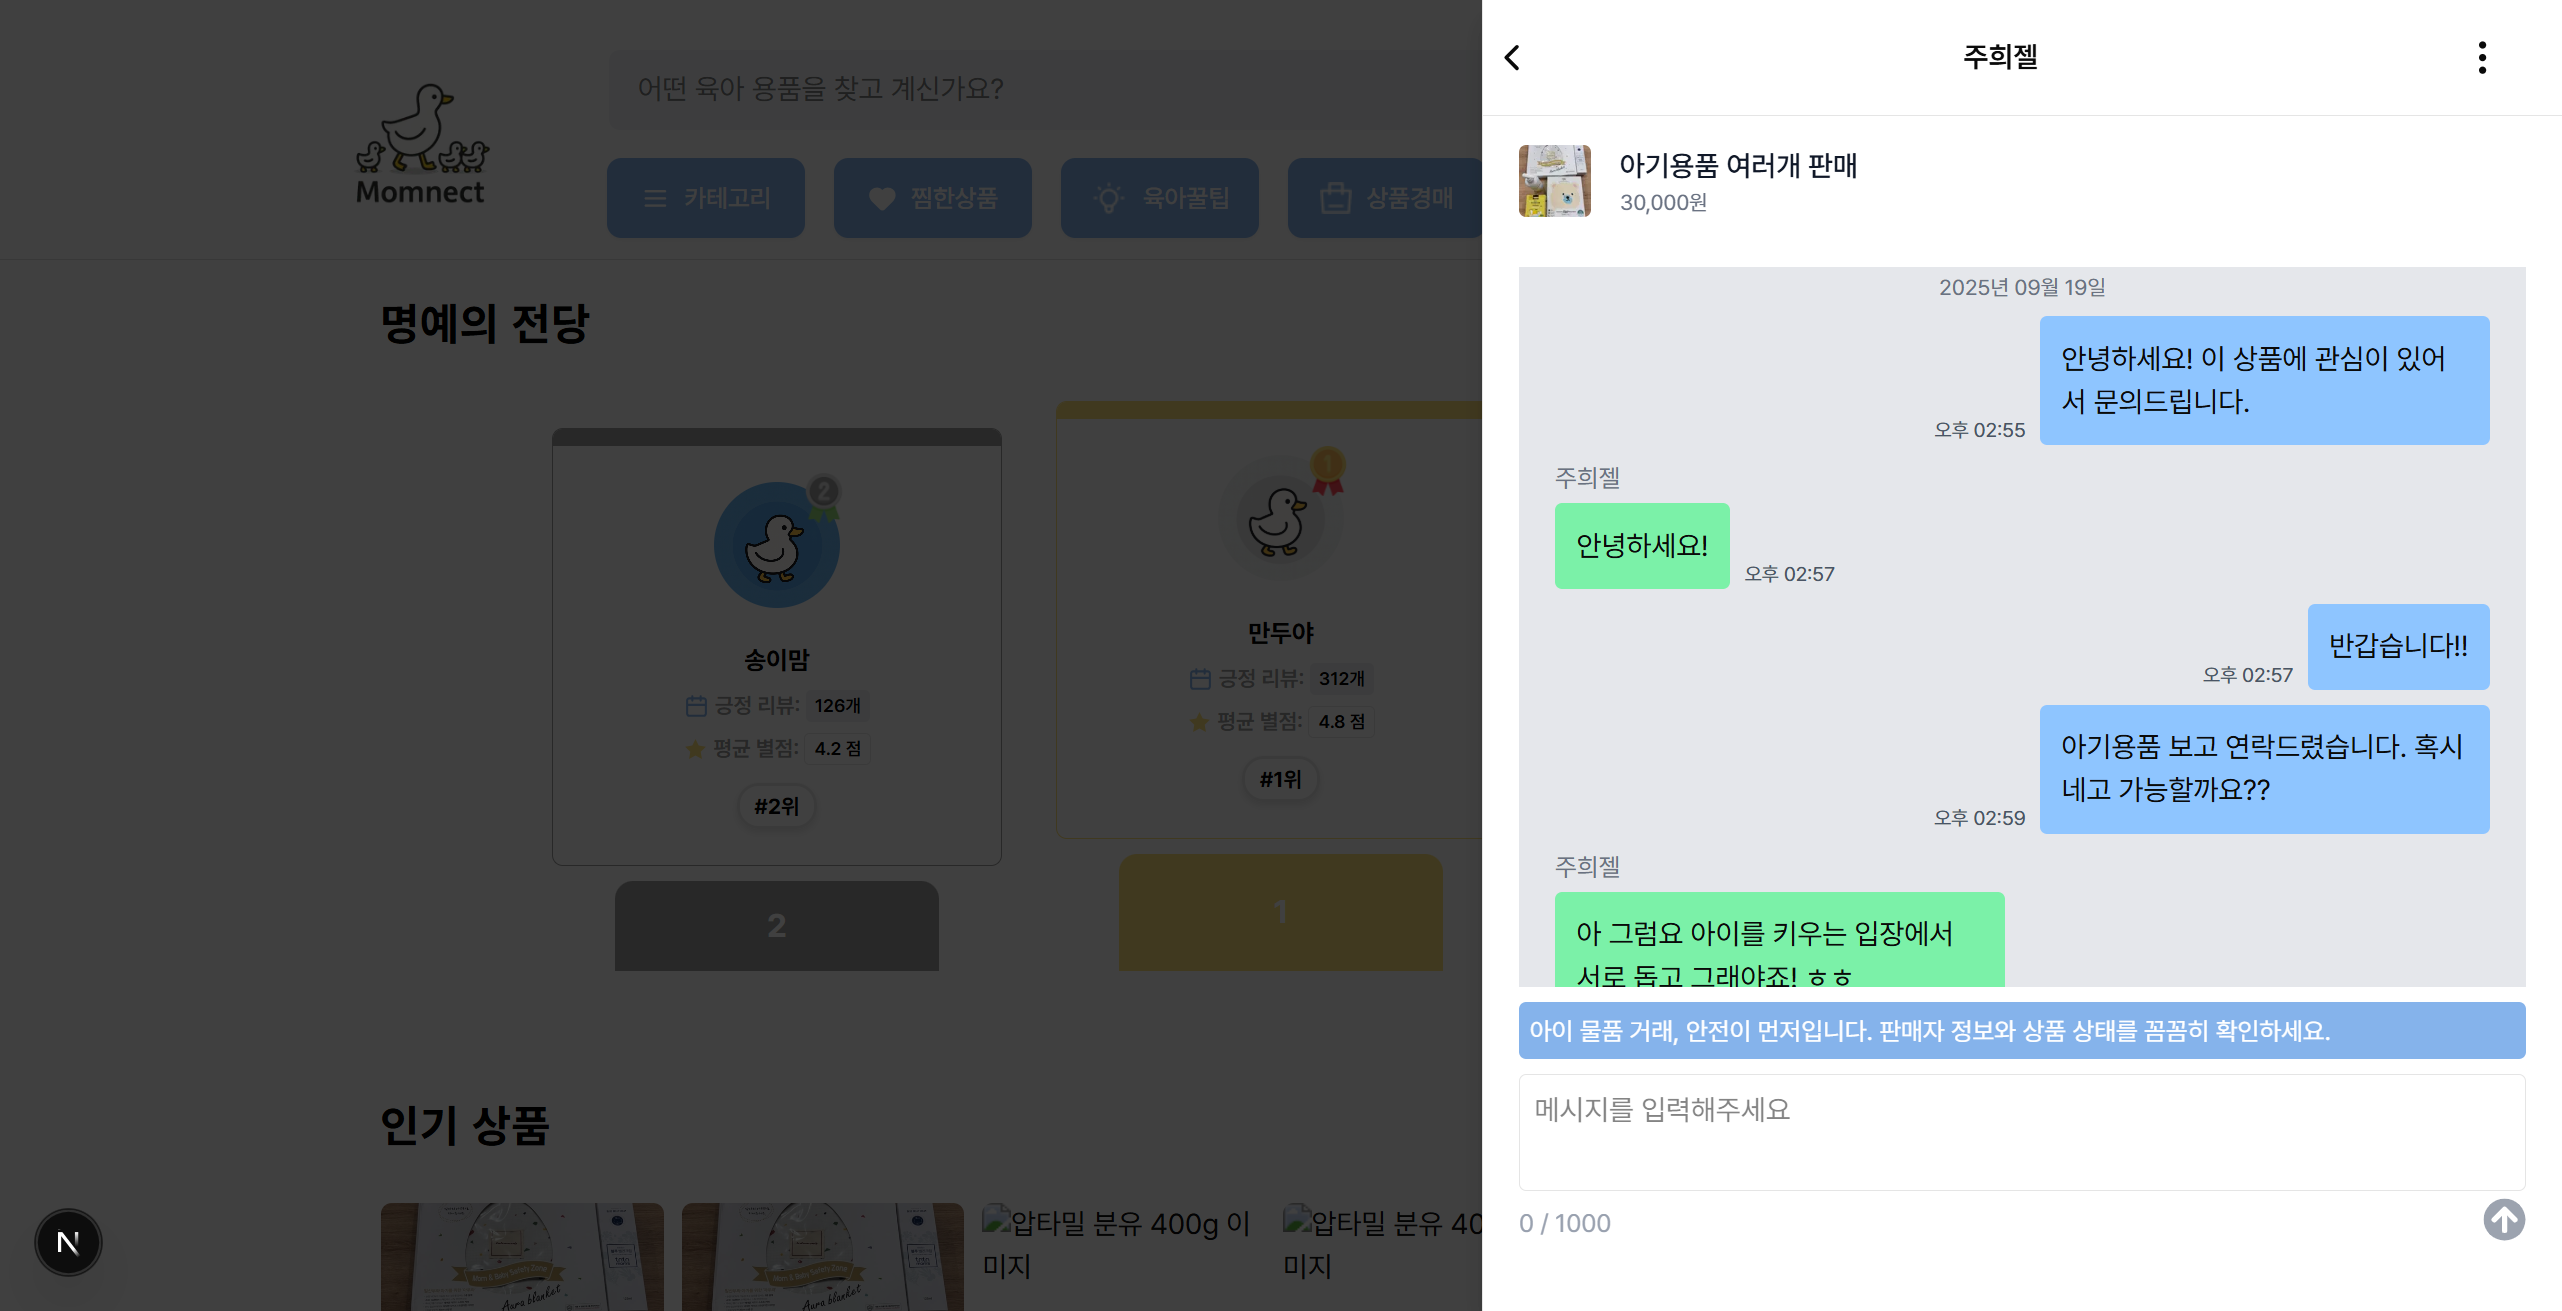 어떤 육아 용품을 찾고 계신가요?
Momnect
카테고리
찜한상품
육아꿀팁
상품경매
명예의 전당
2
송이맘
긍정 리뷰: 126개
평균 별점: 4.2 점
#2위
2
1
만두야
긍정 리뷰: 312개
평균 별점: 4.8 점
#1위
1
인기 상품
Mom & Baby Safety Zone
Aura blanket
Mom & Baby Safety Zone
Aura blanket
압타밀 분유 400g 이
미지
압타밀 분유 40
미지
N
주희젤
아기용품 여러개 판매
30,000원
2025년 09월 19일
안녕하세요! 이 상품에 관심이 있어
서 문의드립니다.
오후 02:55
주희젤
안녕하세요!
오후 02:57
반갑습니다!!
오후 02:57
아기용품 보고 연락드렸습니다. 혹시
네고 가능할까요??
오후 02:59
주희젤
아 그럼요 아이를 키우는 입장에서
서로 돕고 그래야죠! ㅎㅎ
아이 물품 거래, 안전이 먼저입니다. 판매자 정보와 상품 상태를 꼼꼼히 확인하세요.
메시지를 입력해주세요
0 / 1000